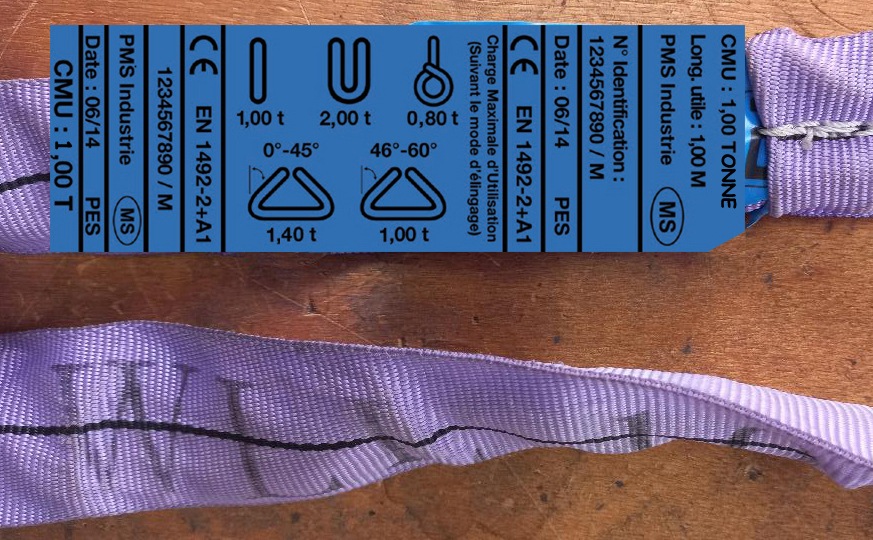 CMU : 1,00 TONNE
Long. utile : 1,00 M
PMS Industrie MS
N° Identification :
1234567890 / M
Date : 06/14 PES
CE EN 1492-2+A1
Charge Maximale d'Utilisation
(Suivant le mode d'élingage)
1,00 t 2,00 t 0,80 t
0°-45° 46°-60°
1,40 t 1,00 t
CE EN 1492-2+A1
1234567890 / M
PMS Industrie MS
Date : 06/14 PES
CMU : 1,00 T